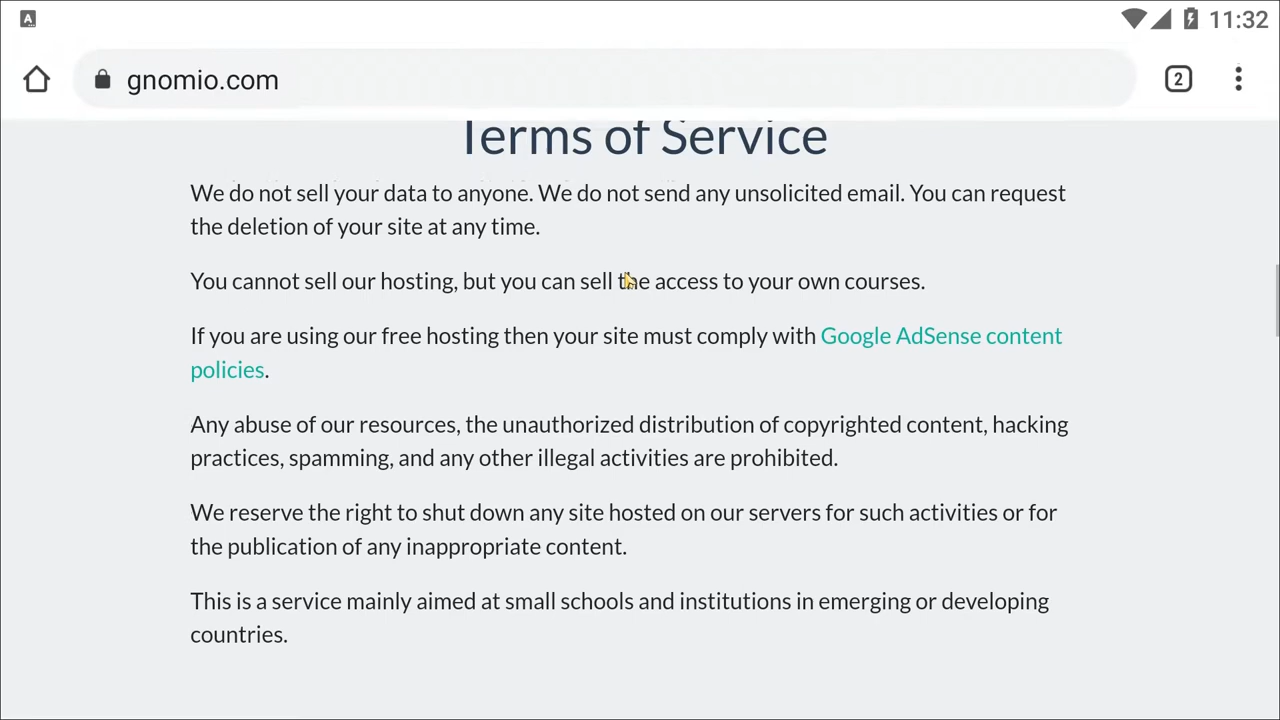 11:32
gnomio.com
2
Terms of Service
We do not sell your data to anyone. We do not send any unsolicited email. You can request
the deletion of your site at any time.
You cannot sell our hosting, but you can sell the access to your own courses.
If you are using our free hosting then your site must comply with Google AdSense content
policies.
Any abuse of our resources, the unauthorized distribution of copyrighted content, hacking
practices, spamming, and any other illegal activities are prohibited.
We reserve the right to shut down any site hosted on our servers for such activities or for
the publication of any inappropriate content.
This is a service mainly aimed at small schools and institutions in emerging or developing
countries.